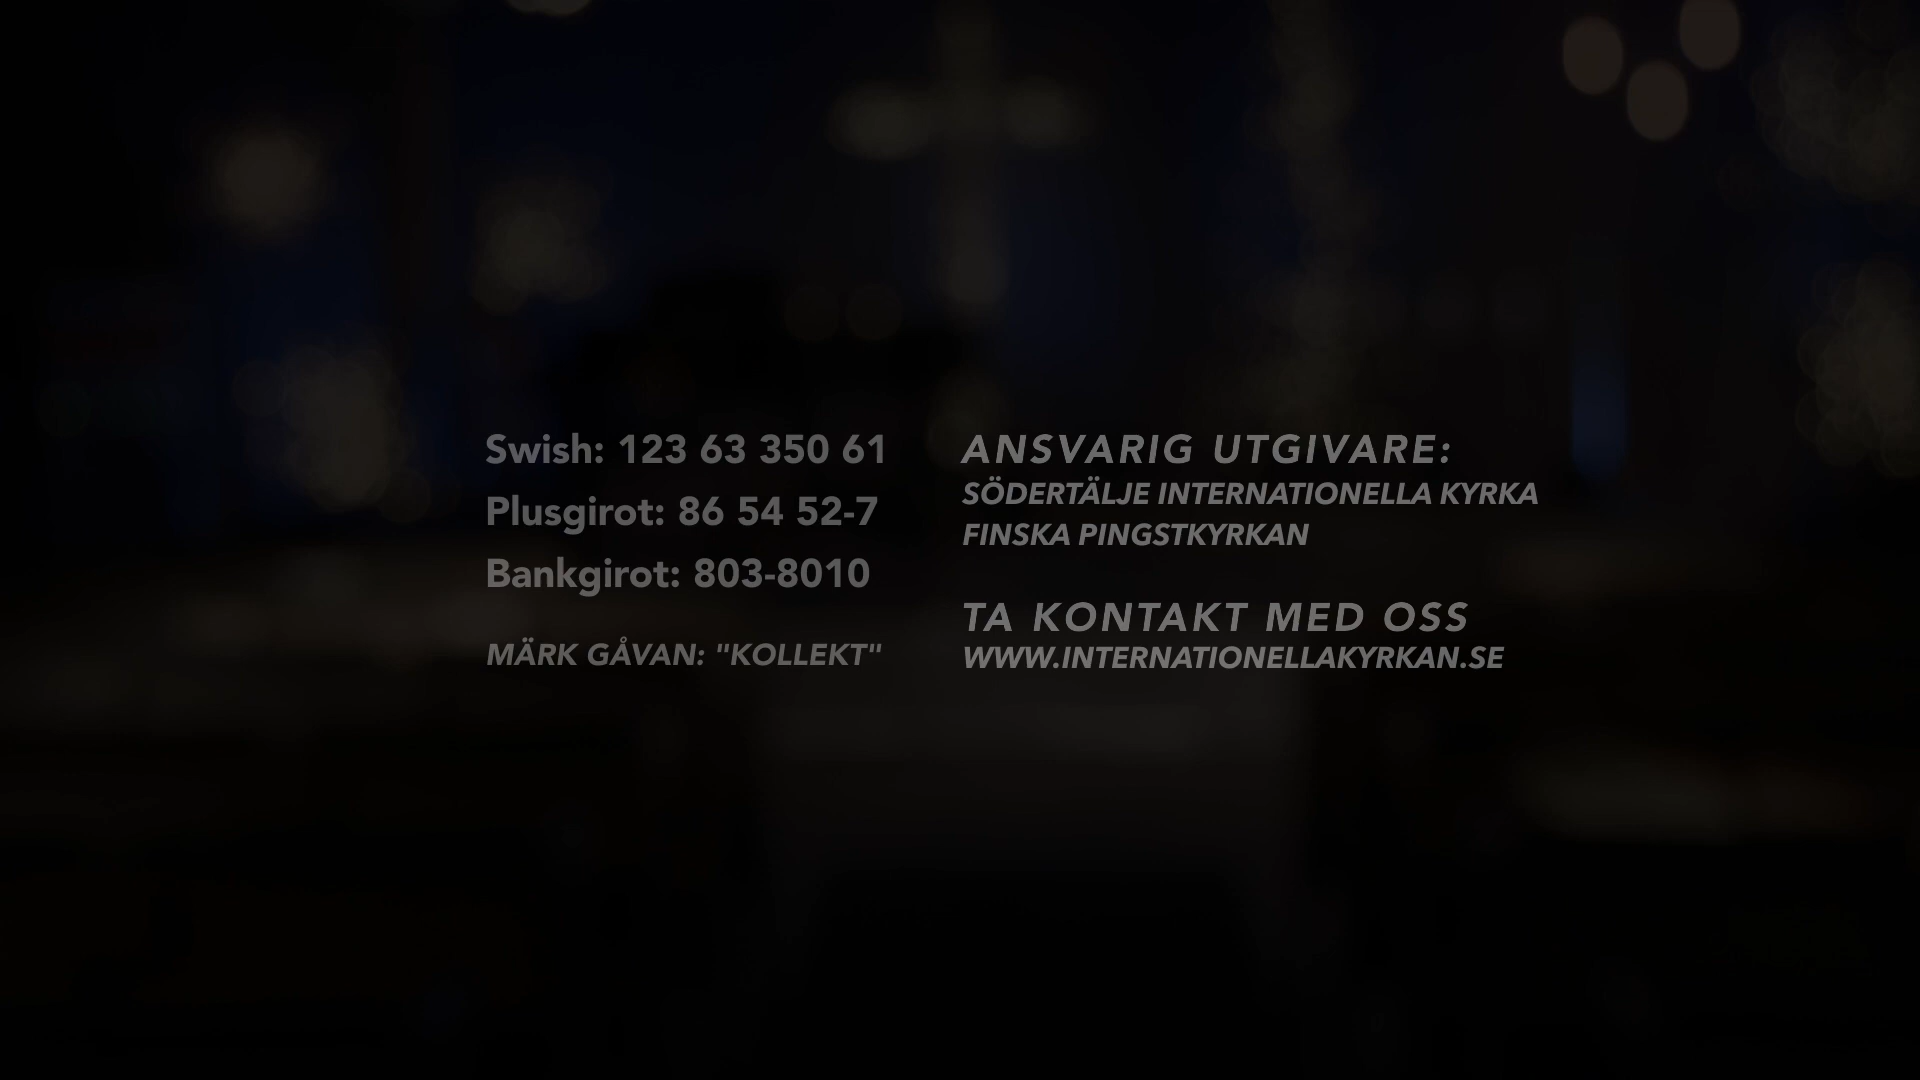 Swish: 123 63 350 61
Plusgirot: 86 54 52-7
Bankgirot: 803-8010
MÄRK GÅVAN: "KOLLEKT"
ANSVARIG UTGIVARE:
SÖDERTÄLJE INTERNATIONELLA KYRKA
FINSKA PINGSTKYRKAN
TA KONTAKT MED OSS
WWW.INTERNATIONELLAKYRKAN.SE